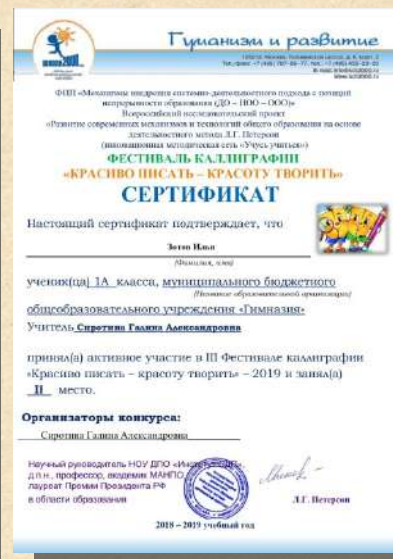 школа 2000...
Гуманизм и развитие
ФИП «Механизмы внедрения системно-деятельностного подхода с позиций
непрерывности образования (ДО – НОО – ООО)»
Всероссийский исследовательский проект
«Развитие современных механизмов и технологий общего образования на основе
деятельностного метода Л.Г. Петерсон
(инновационная методическая сеть «Учусь учиться»)
ФЕСТИВАЛЬ КАЛЛИГРАФИИ
«КРАСИВО ПИСАТЬ – КРАСОТУ ТВОРИТЬ»
СЕРТИФИКАТ
Настоящий сертификат подтверждает, что
Зотов Илья
(Фамилия, имя)
ученик(ца) 1А класса, муниципального бюджетного
(Название образовательной организации)
общеобразовательного учреждения «Гимназия»
Учитель Сиротина Галина Александровна
принял(а) активное участие в III Фестивале каллиграфии
«Красиво писать – красоту творить» – 2019 и занял(а)
II место.
Организаторы конкурса:
Сиротина Галина Александровна
Научный руководитель НОУ ДПО «Институт
д.п.н., профессор, академик МАНПО,
лауреат Премии Президента РФ
в области образования
Л.Г. Петерсон
2018 – 2019 учебный год